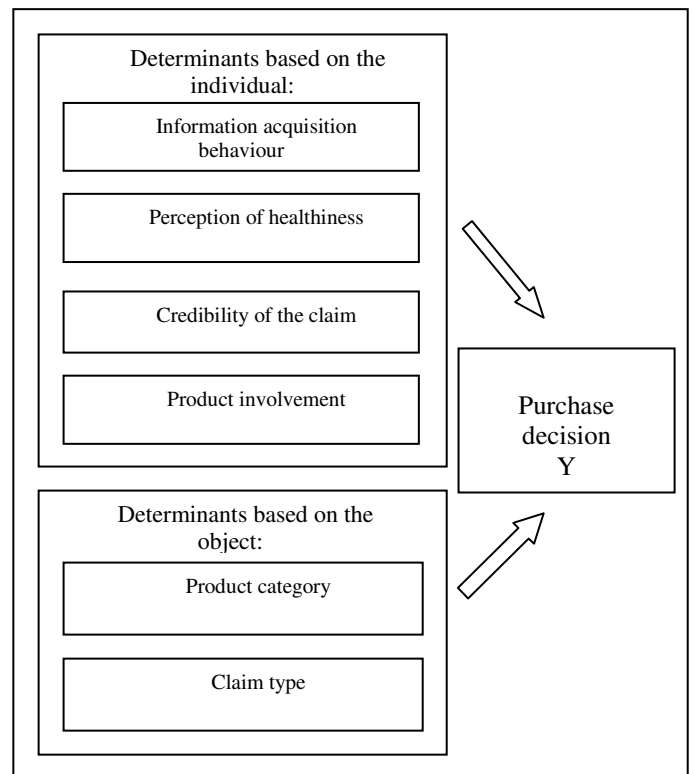 Determinants based on the
individual:
Information acquisition
behaviour
Perception of healthiness
Credibility of the claim
Product involvement
Purchase
decision
Y
Determinants based on the
object:
Product category
Claim type